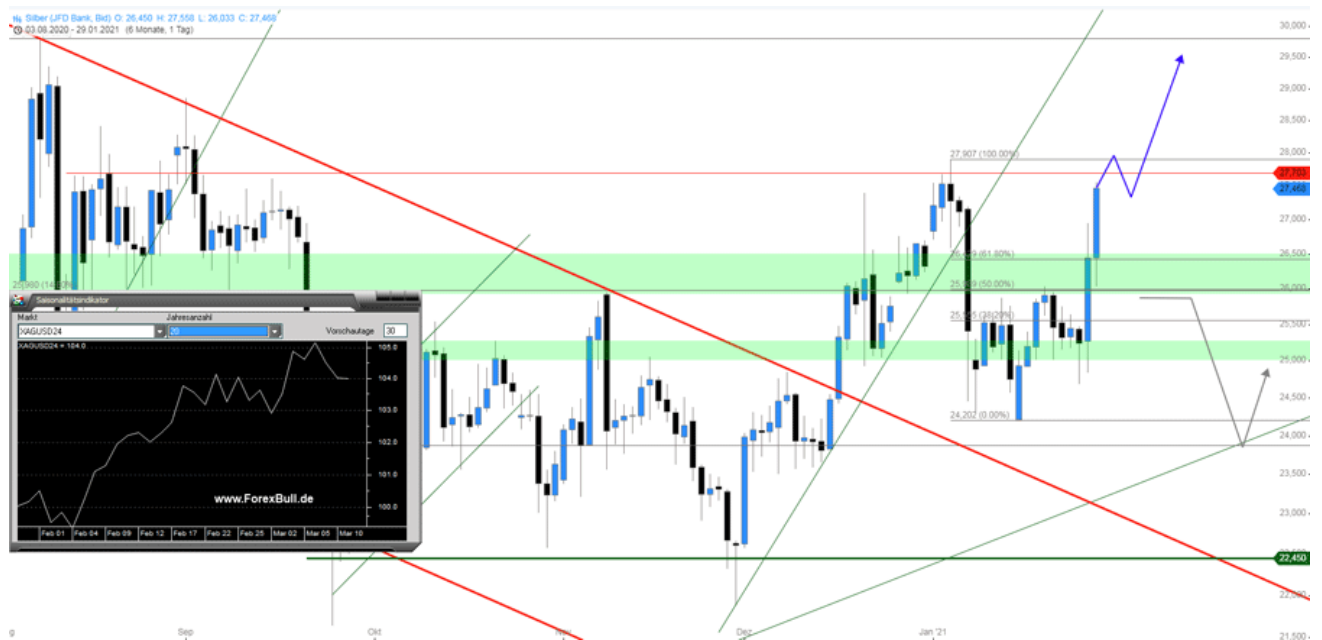 Silber (JFD Bank, Bid) O: 26,450 H: 27,558 L: 26,033 C: 27,468
03.08.2020 - 29.01.2021 (6 Monate, 1 Tag)
30,000
29,500
29,000
28,500
28,000
27,907 (100.00%)
27,703
27,468
27,000
26,500
(61.80%)
26,000
(50.00%)
25,980
25,500
(38.20%)
25,000
24,500
24,202 (0.00%)
24,000
23,500
23,000
22,450
21,500
Saisonalitätsindikator
Markt
Jahresanzahl
XAGUSD24
20
Vorschautage
30
XAGUSD24 = 104.0
105.0
104.0
103.0
102.0
101.0
100.0
www.ForexBull.de
Feb 01
Feb 04
Feb 09
Feb 12
Feb 17
Feb 22
Feb 25
Mar 02
Mar 05
Mar 10
Sep
Okt
Nov
Dez
Jan '21